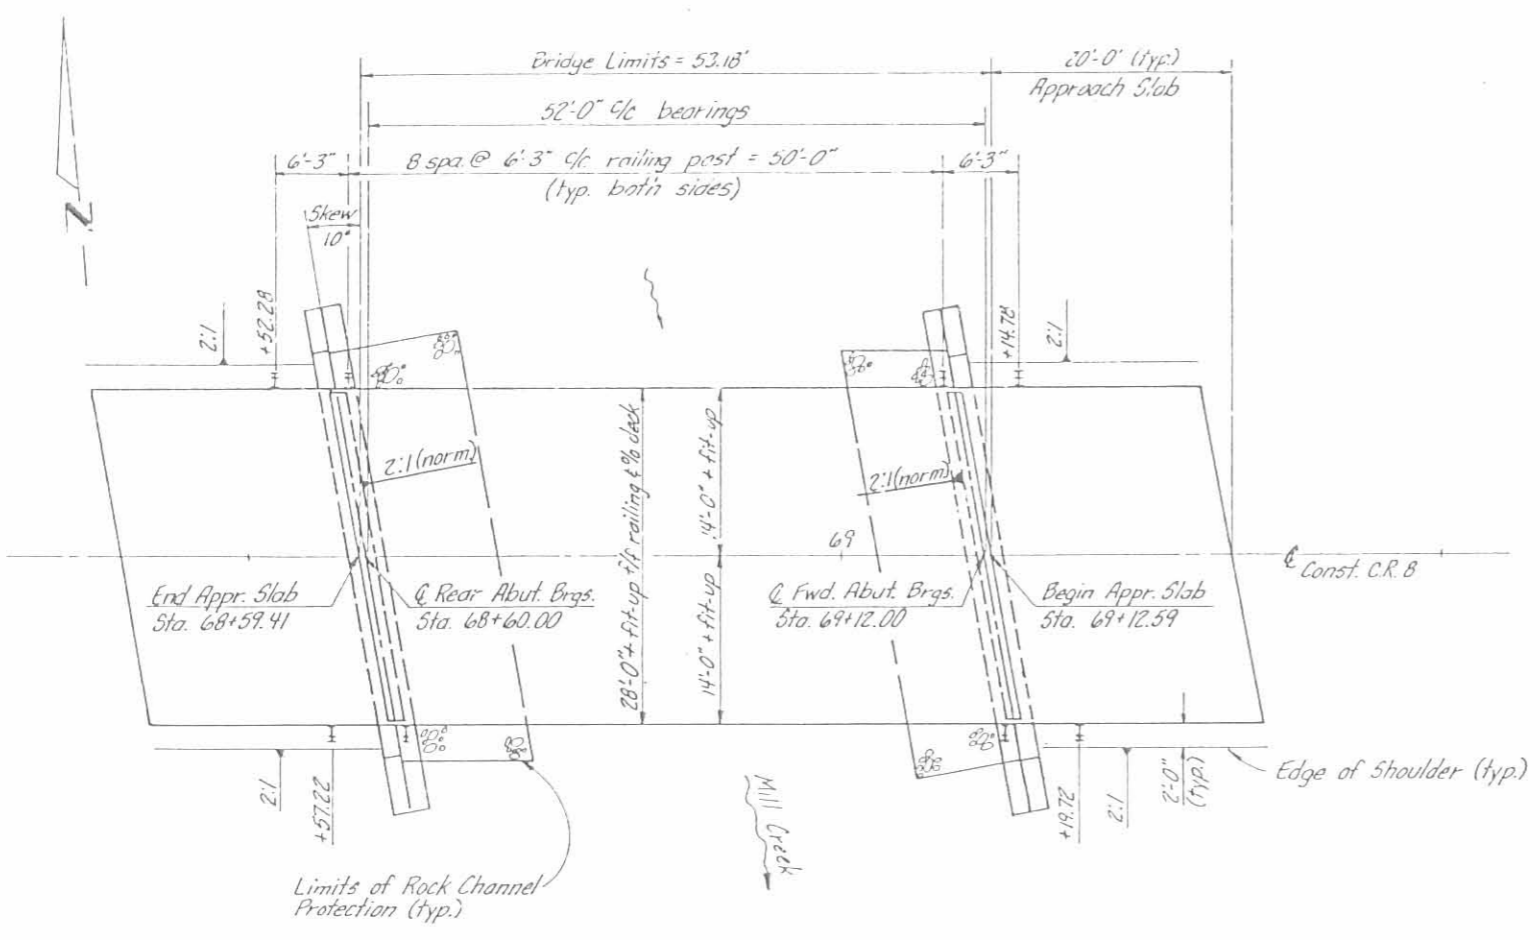 Bridge Limits = 53.18'
20'-0" (typ.)
Approach Slab
52'-0" c/c bearings
6'-3"
8 spa. @ 6'-3" c/c railing post = 50'-0"
6'-3"
(typ. both sides)
N
Skew
10°
2:1
+52.28
+14.78
2:1
2:1 (norm.)
2:1 (norm.)
28'-0" + fit-up f/f railing & % deck
14'-0" + fit-up
14'-0" + fit-up
69
℄ Const. C.R. 8
End Appr. Slab
Sta. 68+59.41
℄ Rear Abut. Brgs.
Sta. 68+60.00
℄ Fwd. Abut. Brgs.
Sta. 69+12.00
Begin Appr. Slab
Sta. 69+12.59
2:1
+57.22
+19.72
2:1
2'-0"
(typ.)
Edge of Shoulder (typ.)
Mill Creek
Limits of Rock Channel
Protection (typ.)